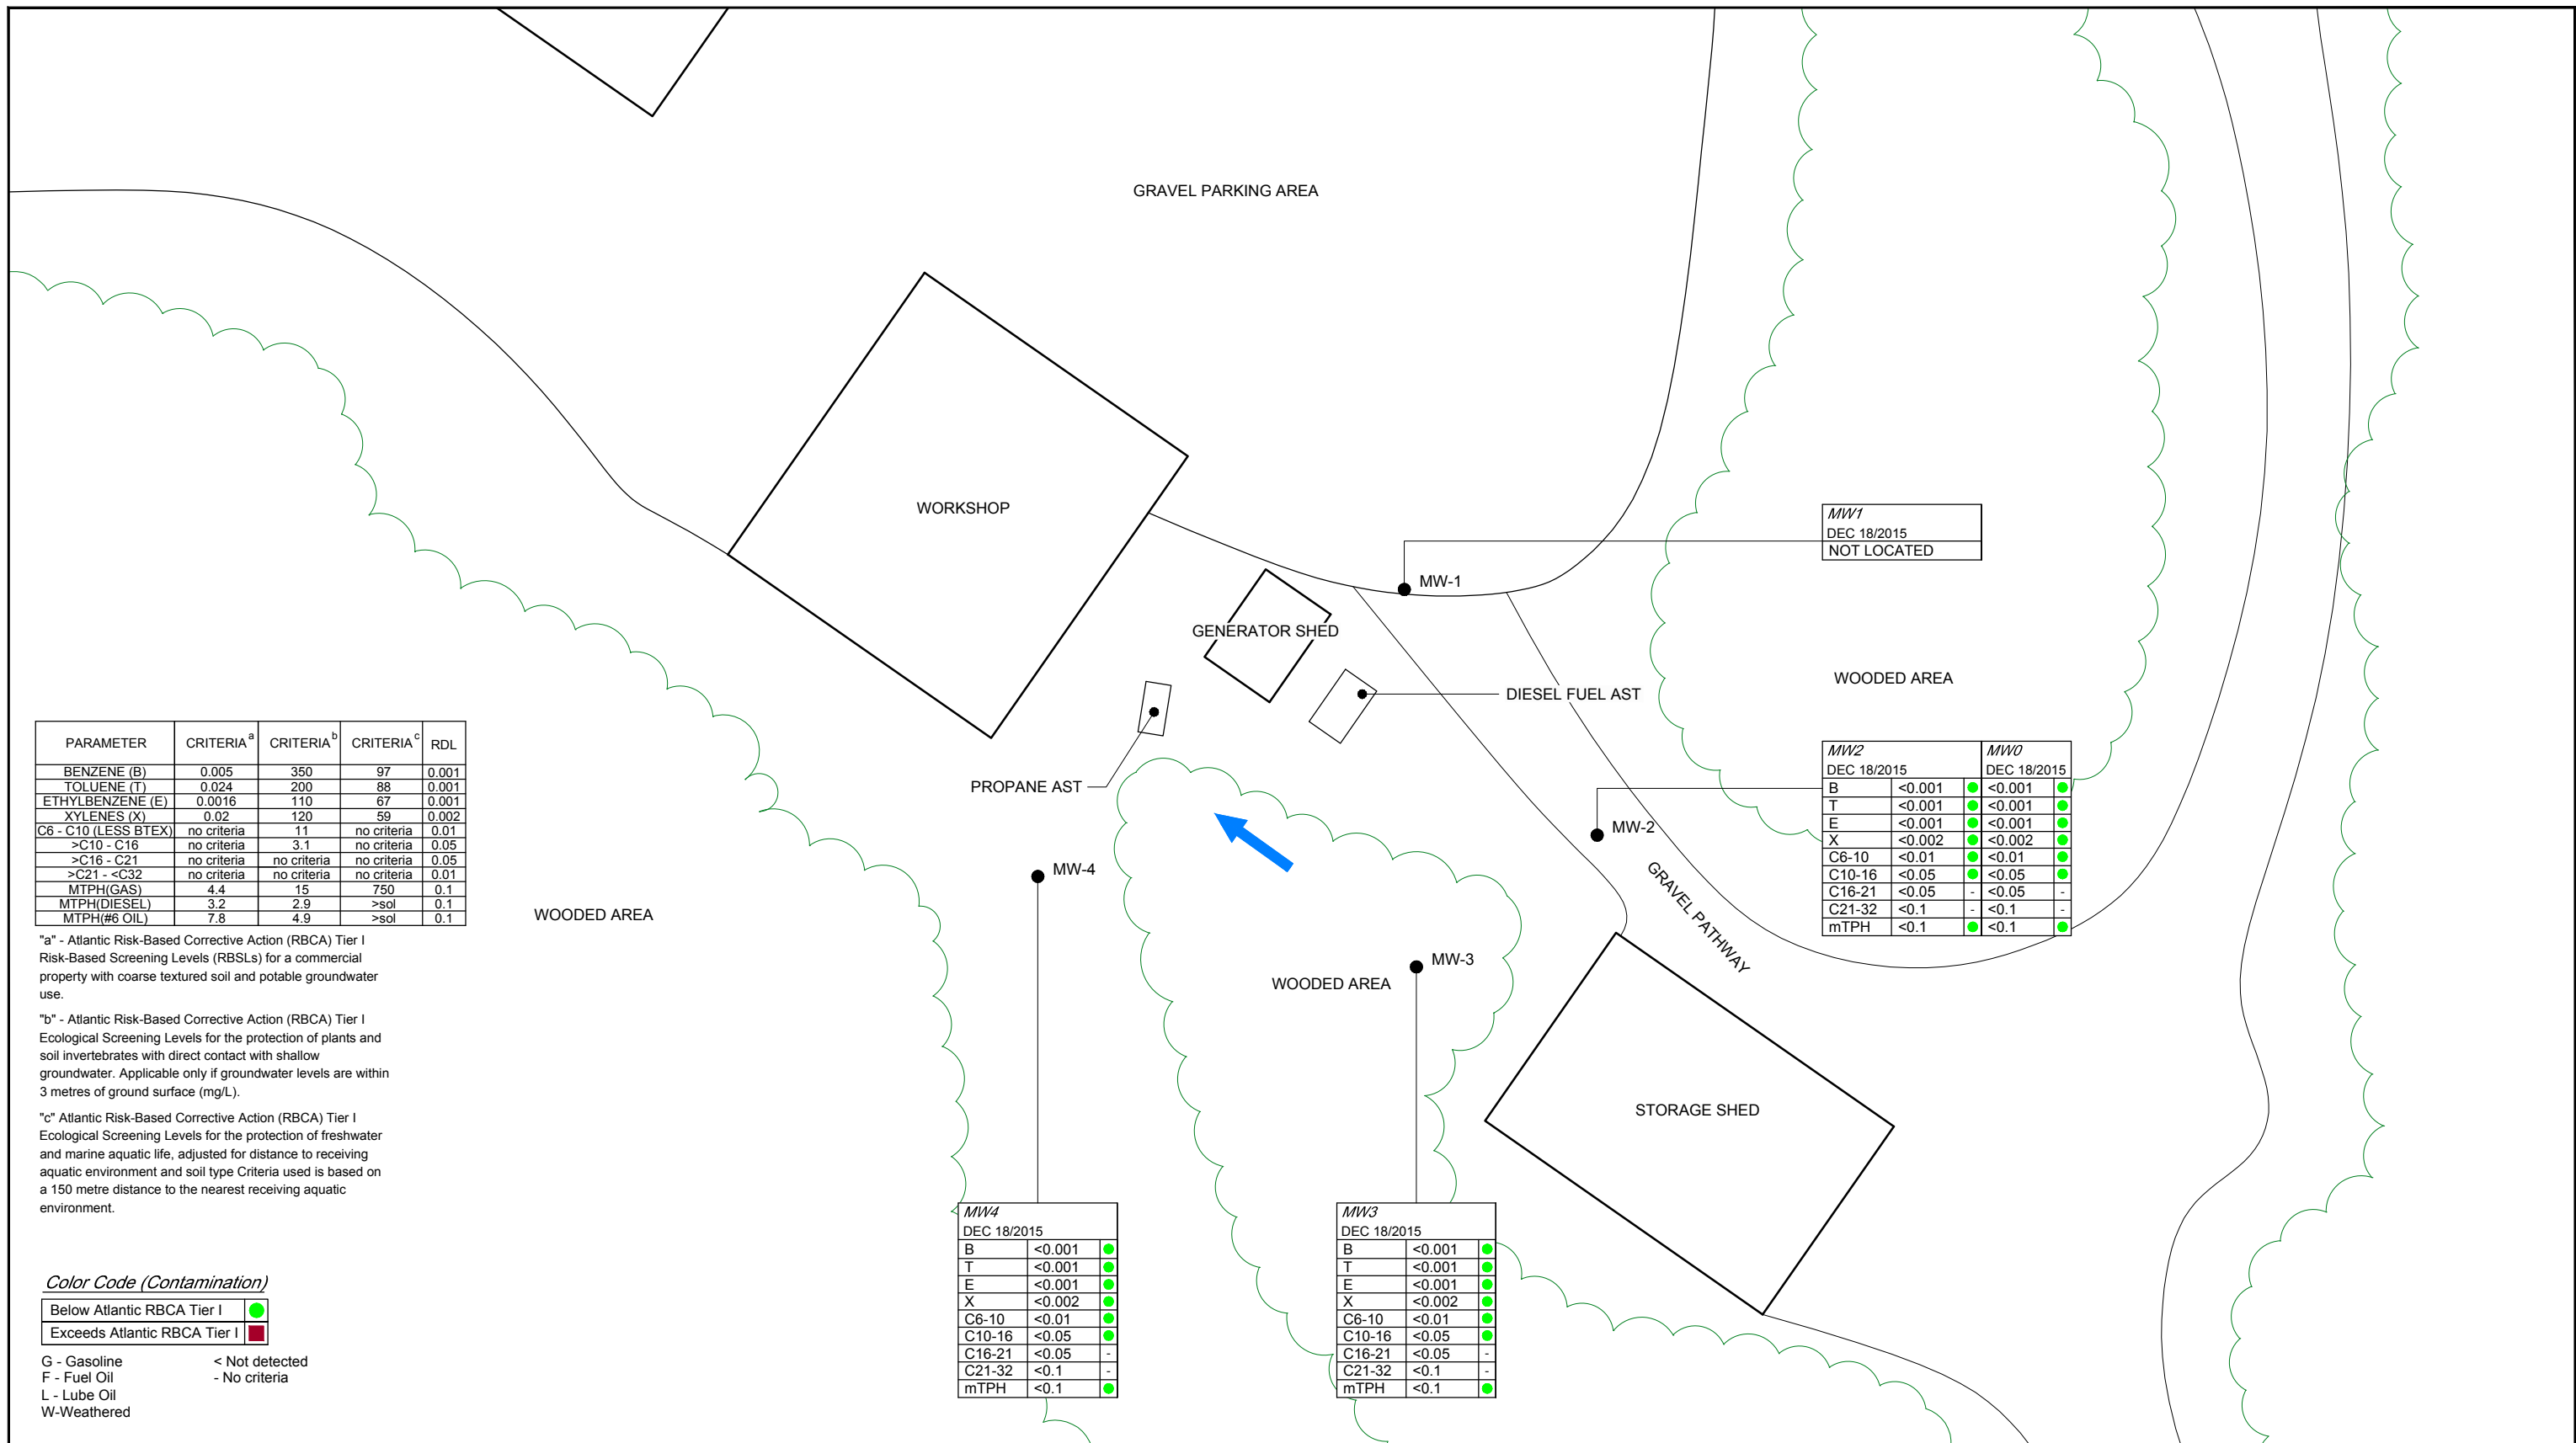 GRAVEL PARKING AREA
WORKSHOP
MW1
DEC 18/2015
NOT LOCATED
MW-1
GENERATOR SHED
WOODED AREA
DIESEL FUEL AST
PROPANE AST
MW-2
MW-4
GRAVEL PATHWAY
WOODED AREA
MW-3
WOODED AREA
STORAGE SHED
MW2 MW0
DEC 18/2015 DEC 18/2015
B <0.001 <0.001
T <0.001 <0.001
E <0.001 <0.001
X <0.002 <0.002
C6-10 <0.01 <0.01
C10-16 <0.05 <0.05
C16-21 <0.05 - <0.05 -
C21-32 <0.1 - <0.1 -
mTPH <0.1 <0.1
PARAMETER CRITERIA a CRITERIA b CRITERIA c RDL
BENZENE (B) 0.005 350 97 0.001
TOLUENE (T) 0.024 200 88 0.001
ETHYLBENZENE (E) 0.0016 110 67 0.001
XYLENES (X) 0.02 120 59 0.002
C6 - C10 (LESS BTEX) no criteria 11 no criteria 0.01
>C10 - C16 no criteria 3.1 no criteria 0.05
>C16 - C21 no criteria no criteria no criteria 0.05
>C21 - <C32 no criteria no criteria no criteria 0.01
MTPH(GAS) 4.4 15 750 0.1
MTPH(DIESEL) 3.2 2.9 >sol 0.1
MTPH(#6 OIL) 7.8 4.9 >sol 0.1
"a" - Atlantic Risk-Based Corrective Action (RBCA) Tier I
Risk-Based Screening Levels (RBSLs) for a commercial
property with coarse textured soil and potable groundwater
use.
"b" - Atlantic Risk-Based Corrective Action (RBCA) Tier I
Ecological Screening Levels for the protection of plants and
soil invertebrates with direct contact with shallow
groundwater. Applicable only if groundwater levels are within
3 metres of ground surface (mg/L).
"c" Atlantic Risk-Based Corrective Action (RBCA) Tier I
Ecological Screening Levels for the protection of freshwater
and marine aquatic life, adjusted for distance to receiving
aquatic environment and soil type Criteria used is based on
a 150 metre distance to the nearest receiving aquatic
environment.
MW4
DEC 18/2015
B <0.001
T <0.001
E <0.001
X <0.002
C6-10 <0.01
C10-16 <0.05
C16-21 <0.05 -
C21-32 <0.1 -
mTPH <0.1
MW3
DEC 18/2015
B <0.001
T <0.001
E <0.001
X <0.002
C6-10 <0.01
C10-16 <0.05
C16-21 <0.05 -
C21-32 <0.1 -
mTPH <0.1
Color Code (Contamination)
Below Atlantic RBCA Tier I
Exceeds Atlantic RBCA Tier I
G - Gasoline < Not detected
F - Fuel Oil - No criteria
L - Lube Oil
W-Weathered